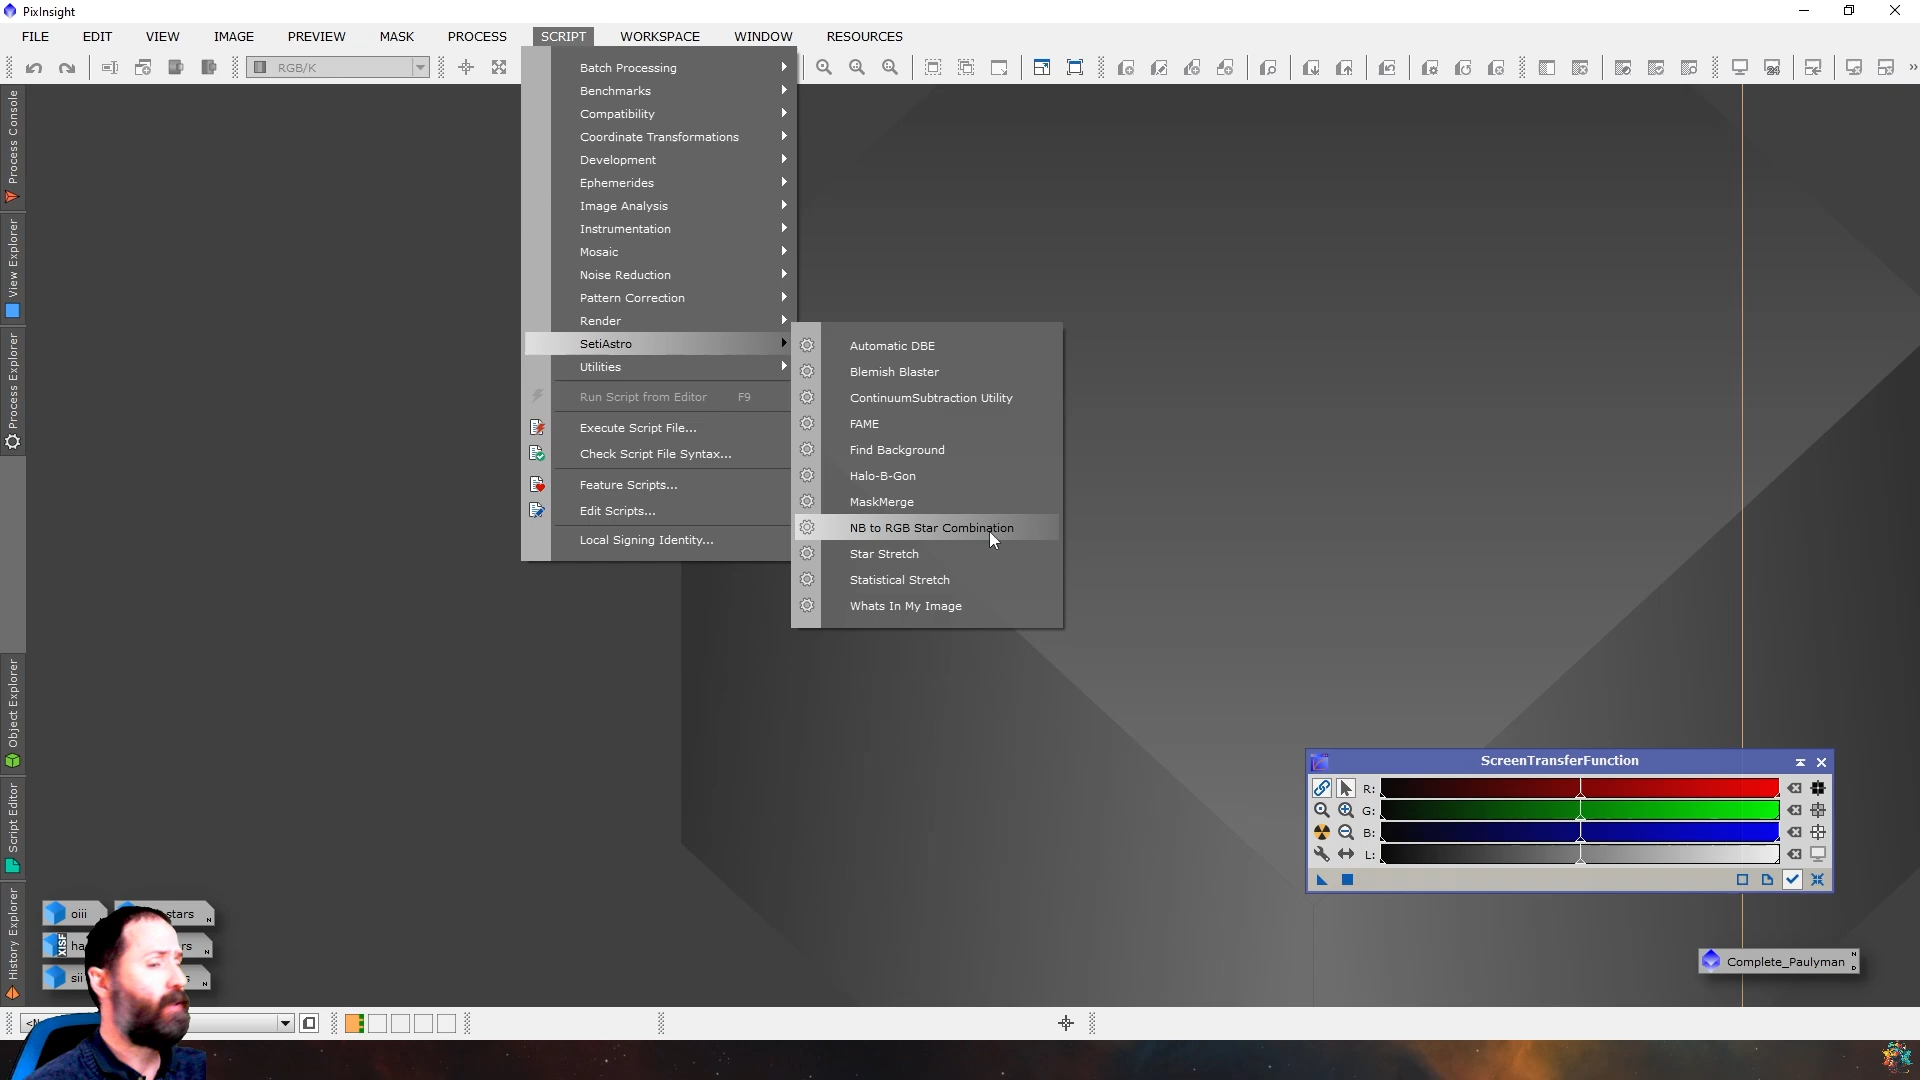 PixInsight
FILE EDIT VIEW IMAGE PREVIEW MASK PROCESS SCRIPT WORKSPACE WINDOW RESOURCES
RGB/K
24
Batch Processing
Benchmarks
Compatibility
Coordinate Transformations
Development
Ephemerides
Image Analysis
Instrumentation
Mosaic
Noise Reduction
Pattern Correction
Render
SetiAstro
Utilities
Run Script from Editor F9
Execute Script File...
Check Script File Syntax...
Feature Scripts...
Edit Scripts...
Local Signing Identity...
Automatic DBE
Blemish Blaster
ContinuumSubtraction Utility
FAME
Find Background
Halo-B-Gon
MaskMerge
NB to RGB Star Combination
Star Stretch
Statistical Stretch
Whats In My Image
Process Console
View Explorer
Process Explorer
Object Explorer
Script Editor
History Explorer
ScreenTransferFunction
R:
G:
B:
L:
oiii
stars
XISF
Complete_Paulyman